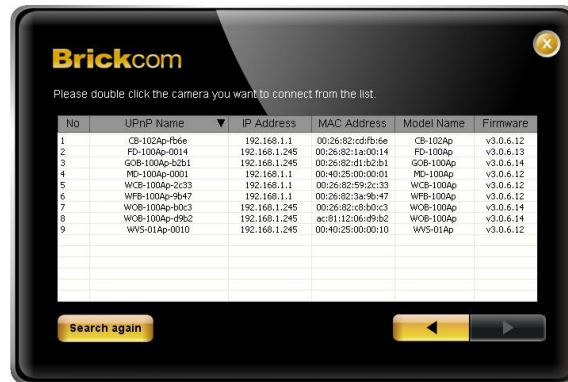 Brickcom
X
Please double click the camera you want to connect from the list.
No UPnP Name IP Address MAC Address Model Name Firmware
1 CB-102Ap-fb6e 192.168.1.1 00:26:82:cd:fb:6e CB-102Ap v3.0.6.12
2 FD-100Ap-0014 192.168.1.245 00:26:82:1a:00:14 FD-100Ap v3.0.6.13
3 GOB-100Ap-b2b1 192.168.1.245 00:26:82:d1:b2:b1 GOB-100Ap v3.0.6.14
4 MD-100Ap-0001 192.168.1.1 00:40:25:00:00:01 MD-100Ap v3.0.6.12
5 WCB-100Ap-2c33 192.168.1.1 00:26:82:59:2c:33 WCB-100Ap v3.0.6.12
6 WFB-100Ap-9b47 192.168.1.1 00:26:82:3a:9b:47 WFB-100Ap v3.0.6.12
7 WOB-100Ap-b0c3 192.168.1.245 00:26:82:c8:b0:c3 WOB-100Ap v3.0.6.14
8 WOB-100Ap-d9b2 192.168.1.245 ac:81:12:06:d9:b2 WOB-100Ap v3.0.6.14
9 WVS-01Ap-0010 192.168.1.245 00:40:25:00:00:10 WVS-01Ap v3.0.6.12
Search again